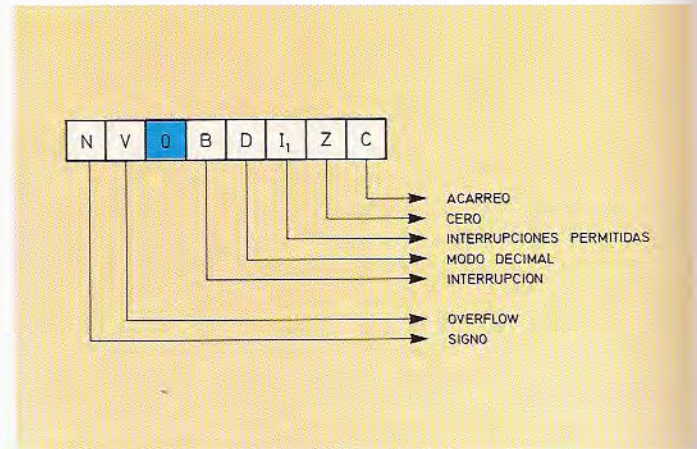 N V 0 B D I₁ Z C
ACARREO
CERO
INTERRUPCIONES PERMITIDAS
MODO DECIMAL
INTERRUPCION
OVERFLOW
SIGNO